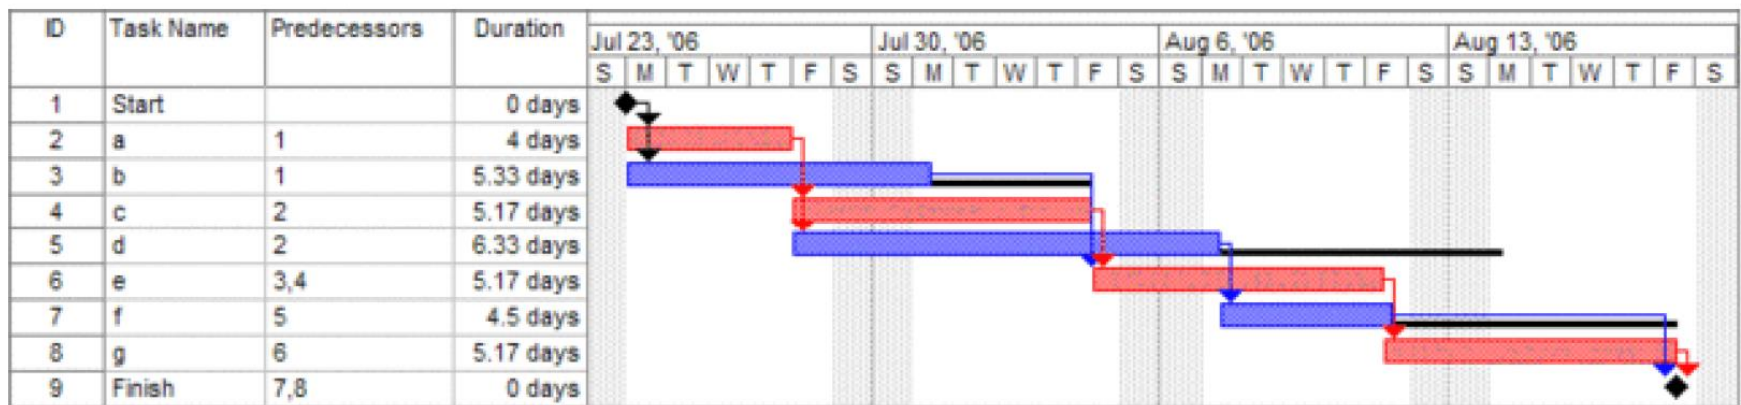 ID Task Name Predecessors Duration
Jul 23, '06 Jul 30, '06 Aug 6, '06 Aug 13, '06
S M T W T F S S M T W T F S S M T W T F S S M T W T F S
1 Start 0 days
2 a 1 4 days
3 b 1 5.33 days
4 c 2 5.17 days
5 d 2 6.33 days
6 e 3,4 5.17 days
7 f 5 4.5 days
8 g 6 5.17 days
9 Finish 7,8 0 days